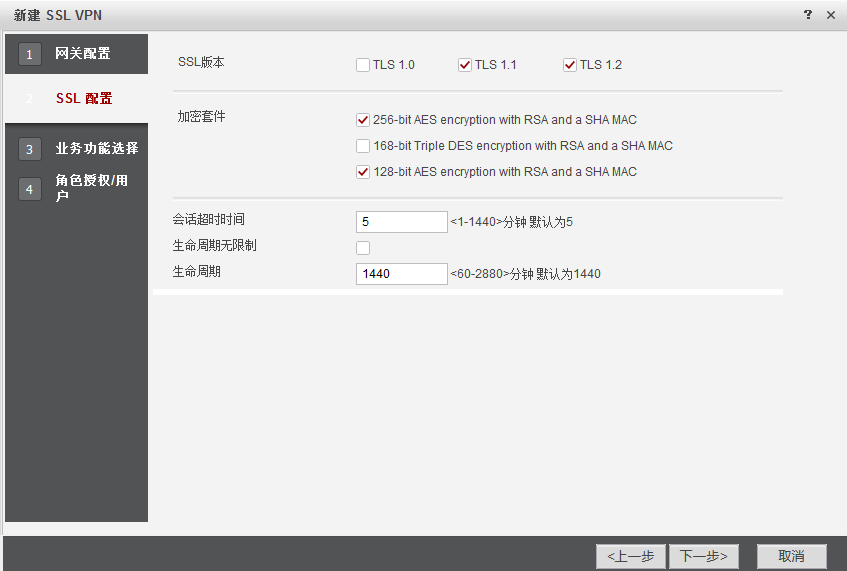 新建 SSL VPN
? ×
1 网关配置
2 SSL 配置
3 业务功能选择
4 角色授权/用
户
SSL版本
TLS 1.0 TLS 1.1 TLS 1.2
加密套件
256-bit AES encryption with RSA and a SHA MAC
168-bit Triple DES encryption with RSA and a SHA MAC
128-bit AES encryption with RSA and a SHA MAC
会话超时时间 5 <1-1440>分钟 默认为5
生命周期无限制
生命周期 1440 <60-2880>分钟 默认为1440
<上一步 下一步> 取消